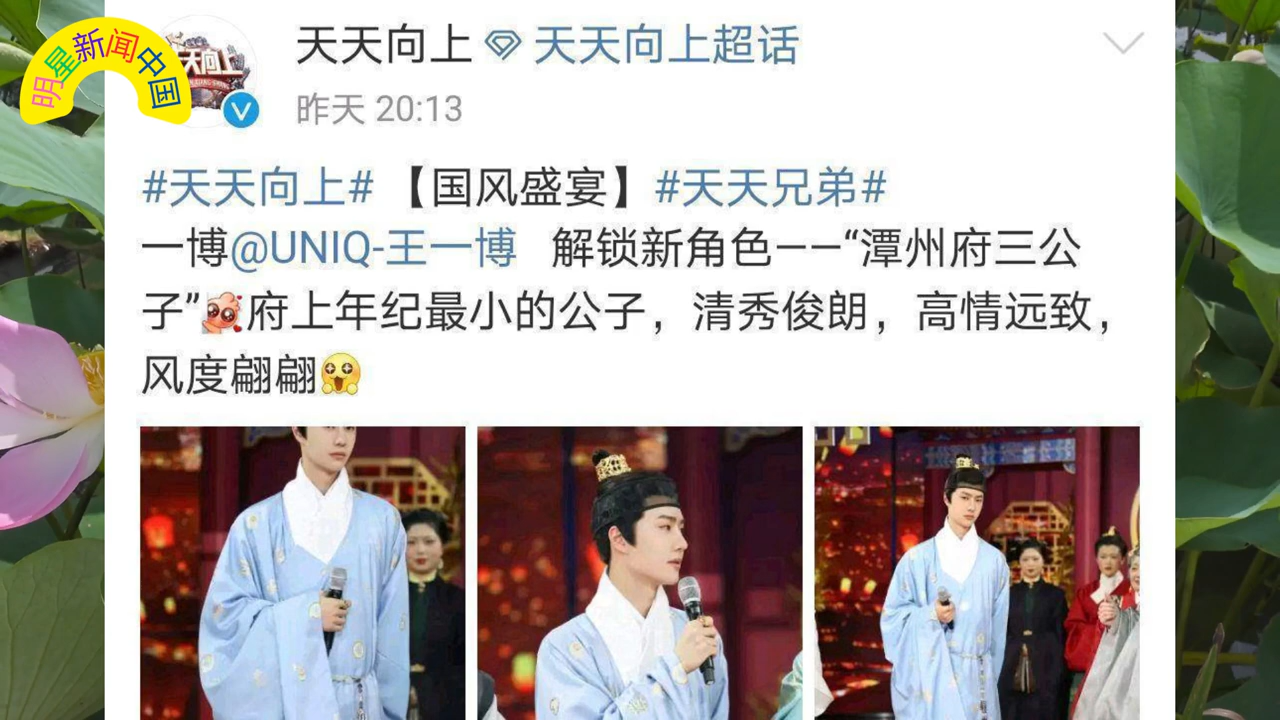 明星新闻中国
天天向上 天天向上超话
昨天 20:13
#天天向上# 【国风盛宴】 #天天兄弟#
一博@UNIQ-王一博 解锁新角色——“潭州府三公
子”府上年纪最小的公子，清秀俊朗，高情远致，
风度翩翩